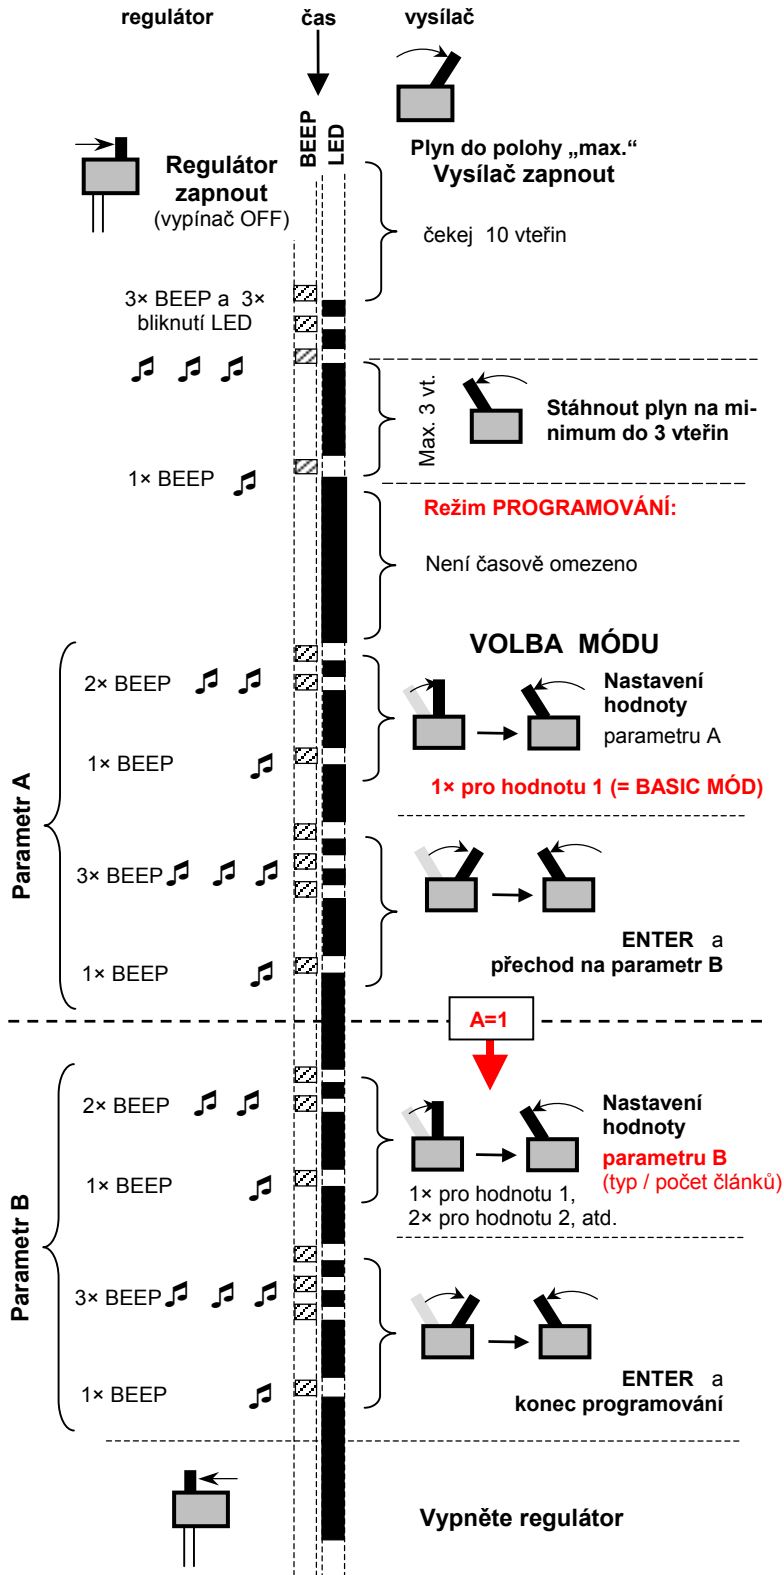 regulátor
čas
vysílač
BEEP
LED
Plyn do polohy „max.“
Vysílač zapnout
Regulátor
zapnout
(vypínač OFF)
čekej 10 vteřin
3× BEEP a 3×
bliknutí LED
Max. 3 vt.
Stáhnout plyn na mi-
nimum do 3 vteřin
1× BEEP
Režim PROGRAMOVÁNÍ:
Není časově omezeno
VOLBA MÓDU
Parametr A
2× BEEP
Nastavení
hodnoty
parametru A
1× BEEP
1× pro hodnotu 1 (= BASIC MÓD)
3× BEEP
ENTER a
přechod na parametr B
1× BEEP
A=1
Parametr B
2× BEEP
Nastavení
hodnoty
parametru B
(typ / počet článků)
1× BEEP
1× pro hodnotu 1,
2× pro hodnotu 2, atd.
3× BEEP
ENTER a
konec programování
1× BEEP
Vypněte regulátor